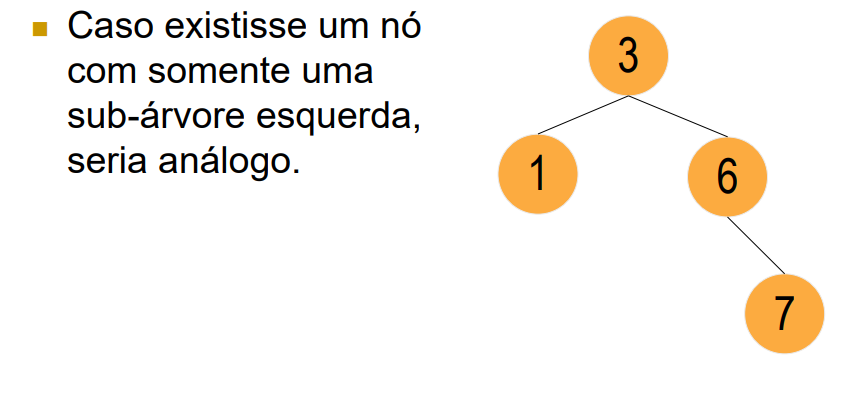 Caso existisse um nó
com somente uma
sub-árvore esquerda,
seria análogo.
3
1
6
7